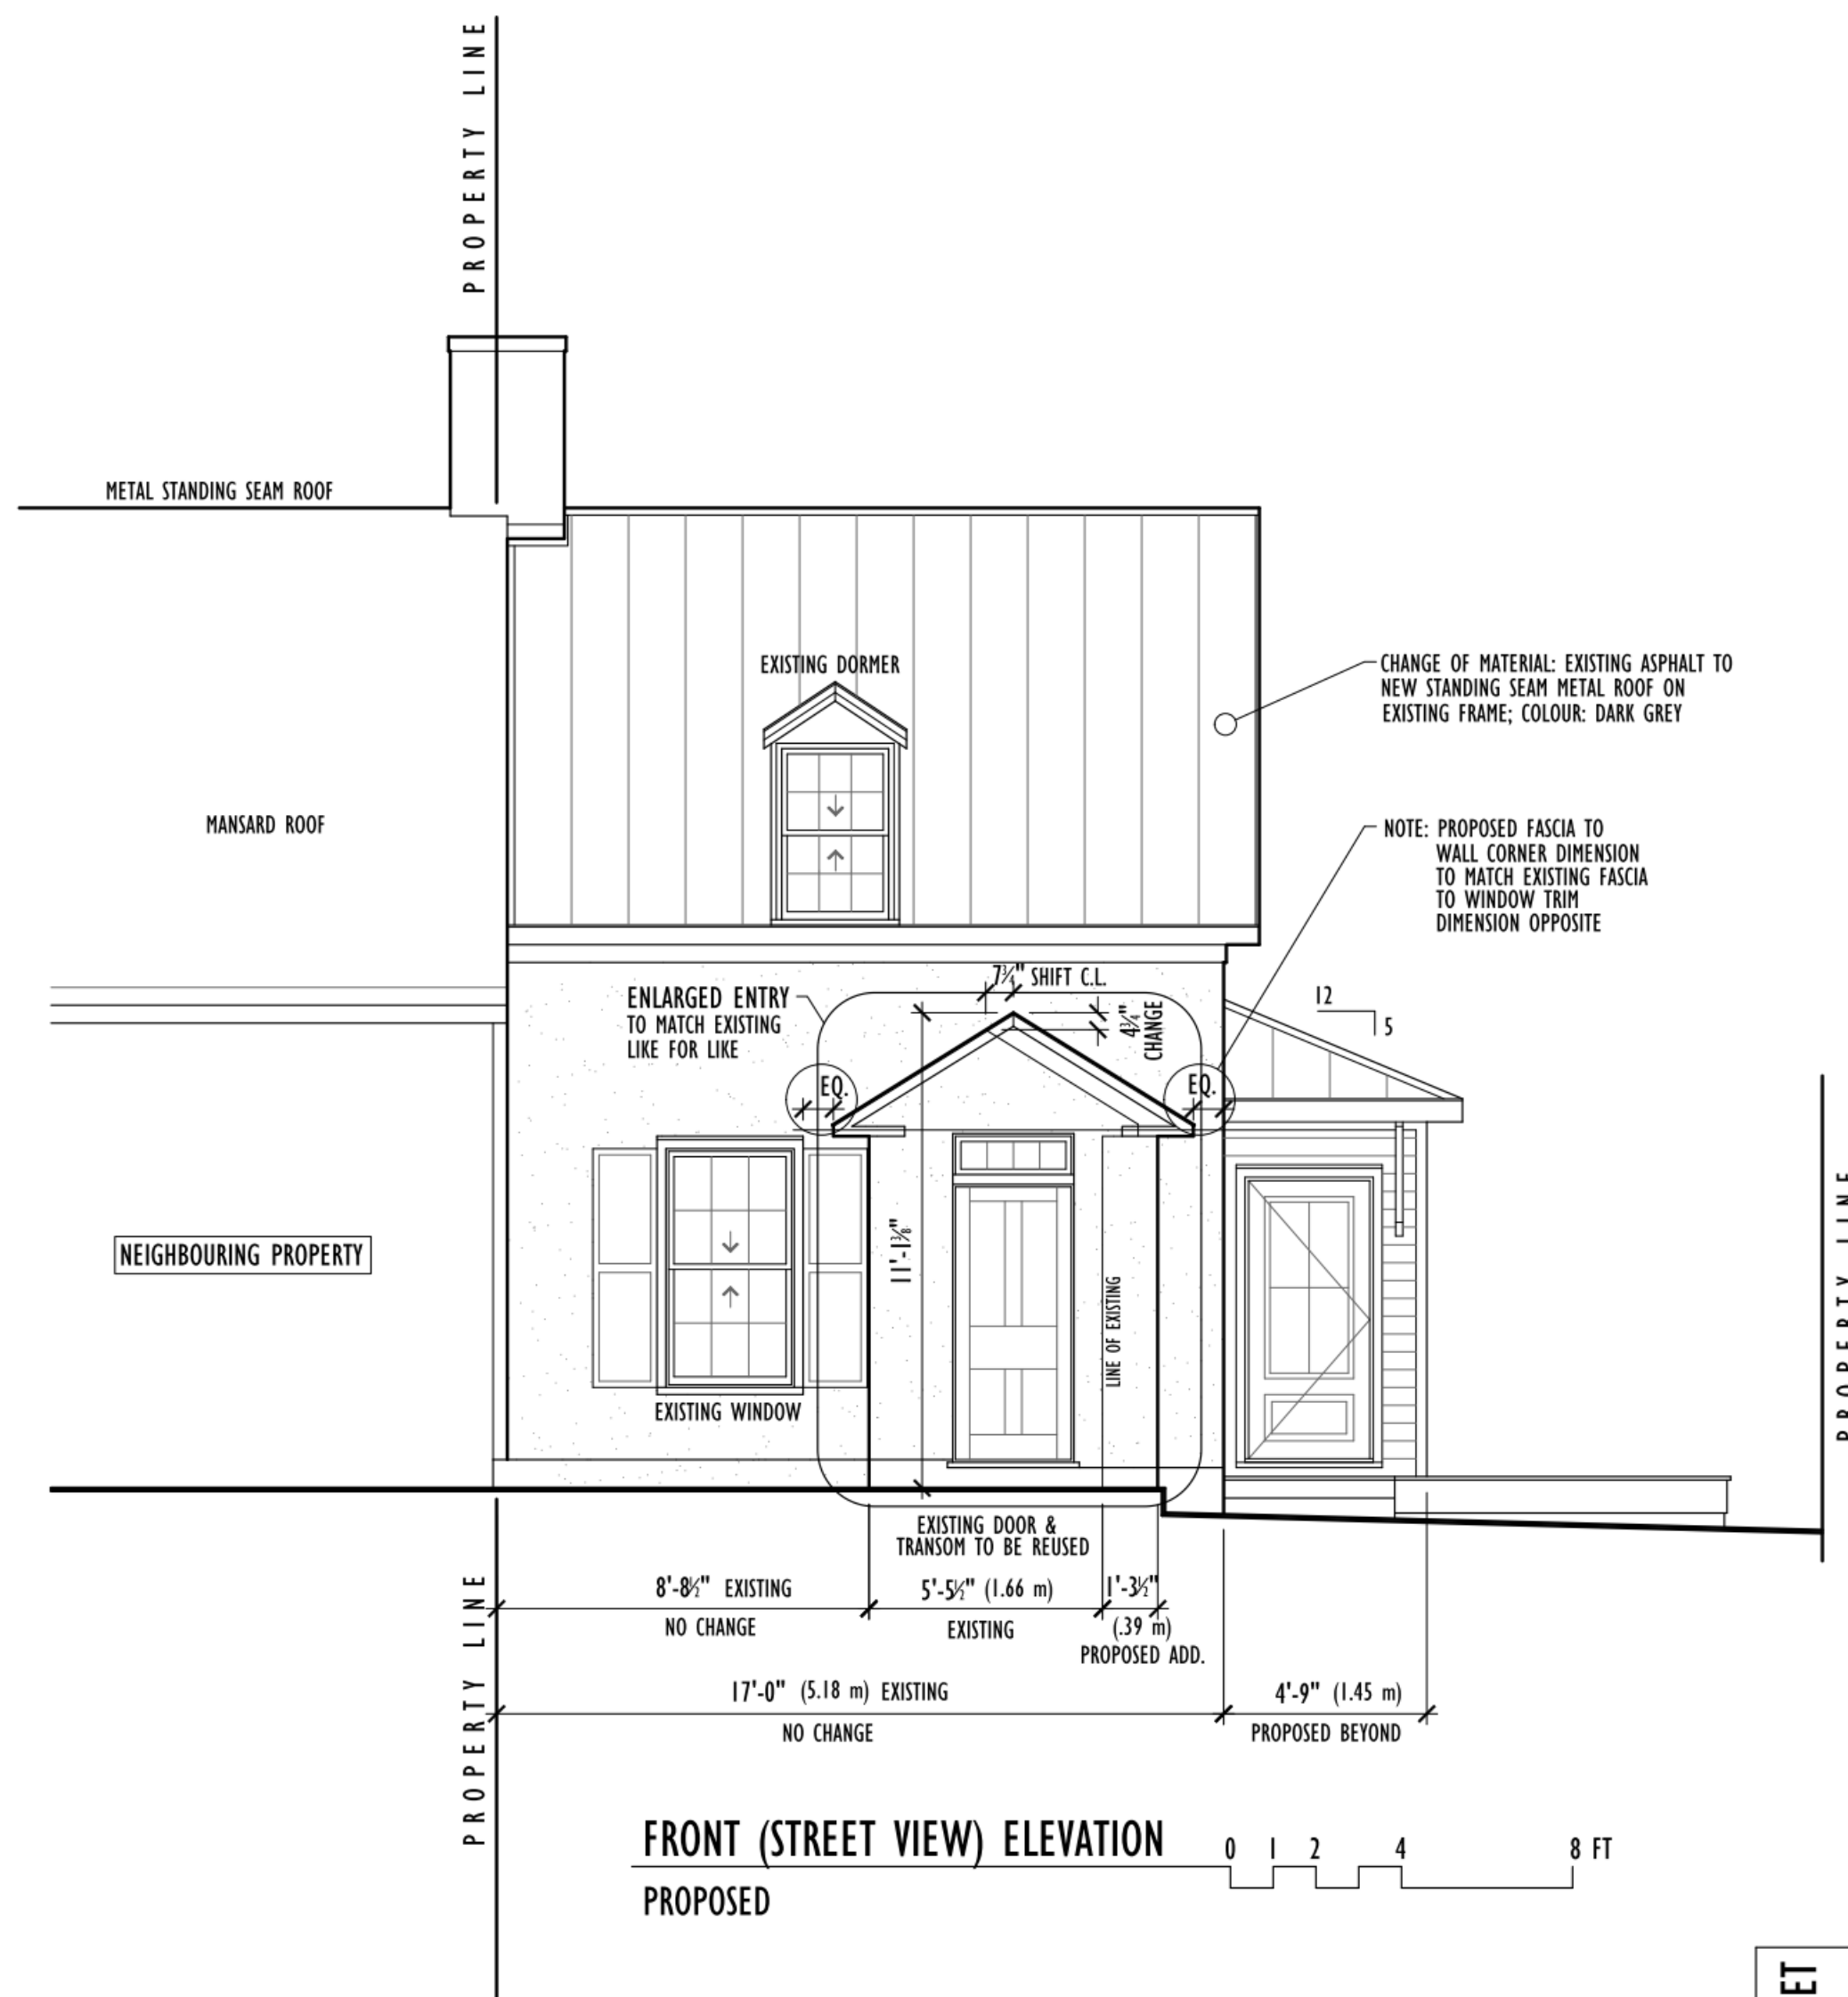 PROPERTY LINE
METAL STANDING SEAM ROOF
EXISTING DORMER
CHANGE OF MATERIAL: EXISTING ASPHALT TO
NEW STANDING SEAM METAL ROOF ON
EXISTING FRAME; COLOUR: DARK GREY
MANSARD ROOF
NOTE: PROPOSED FASCIA TO
WALL CORNER DIMENSION
TO MATCH EXISTING FASCIA
TO WINDOW TRIM
DIMENSION OPPOSITE
7¾" SHIFT C.L.
ENLARGED ENTRY
TO MATCH EXISTING
LIKE FOR LIKE
4¾"
CHANGE
12
5
EQ.
EQ.
PROPERTY LINE
NEIGHBOURING PROPERTY
11'-1⅜"
LINE OF EXISTING
EXISTING WINDOW
EXISTING DOOR &
TRANSOM TO BE REUSED
8'-8½" EXISTING
NO CHANGE
5'-5½" (1.66 m)
EXISTING
1'-3½"
(.39 m)
PROPOSED ADD.
PROPERTY LINE
17'-0" (5.18 m) EXISTING
NO CHANGE
4'-9" (1.45 m)
PROPOSED BEYOND
FRONT (STREET VIEW) ELEVATION
PROPOSED
0 1 2 4 8 FT
ET